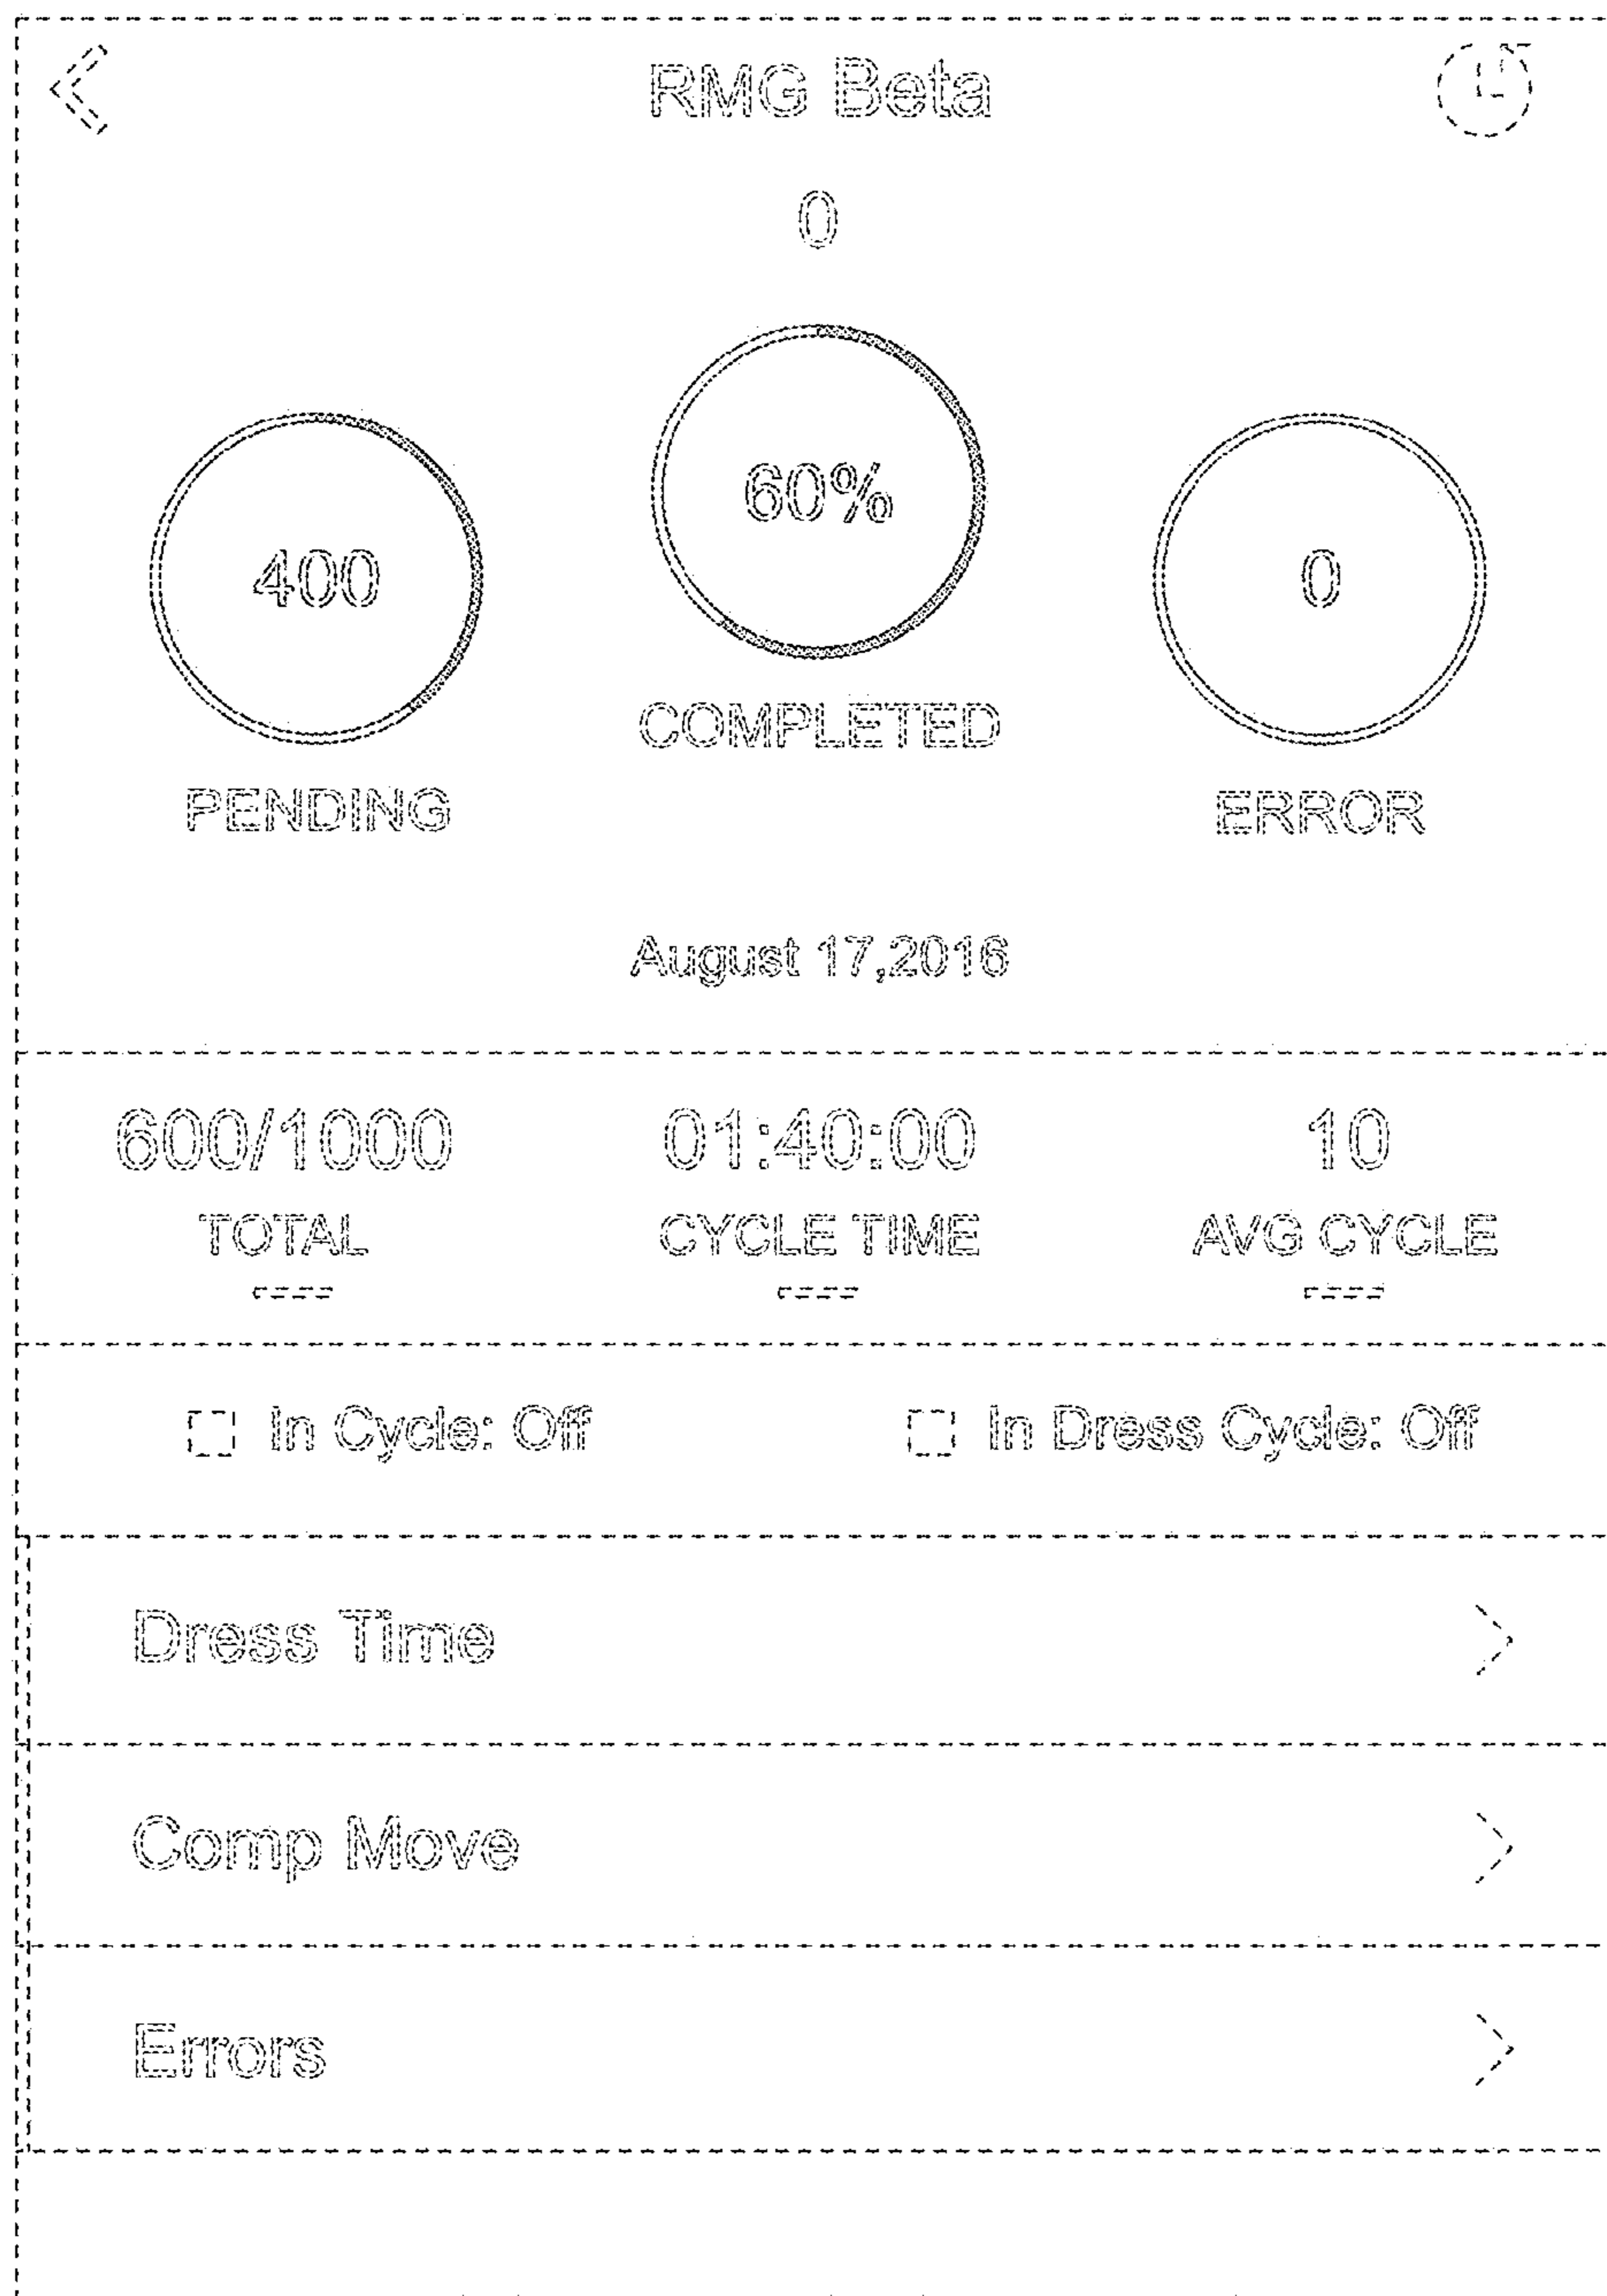 RMG Beta
0
60%
400
0
COMPLETED
PENDING
ERROR
August 17,2016
600/1000
01:40:00
10
TOTAL
CYCLE TIME
AVG CYCLE
In Cycle: Off
In Dress Cycle: Off
Dress Time
Comp Move
Errors